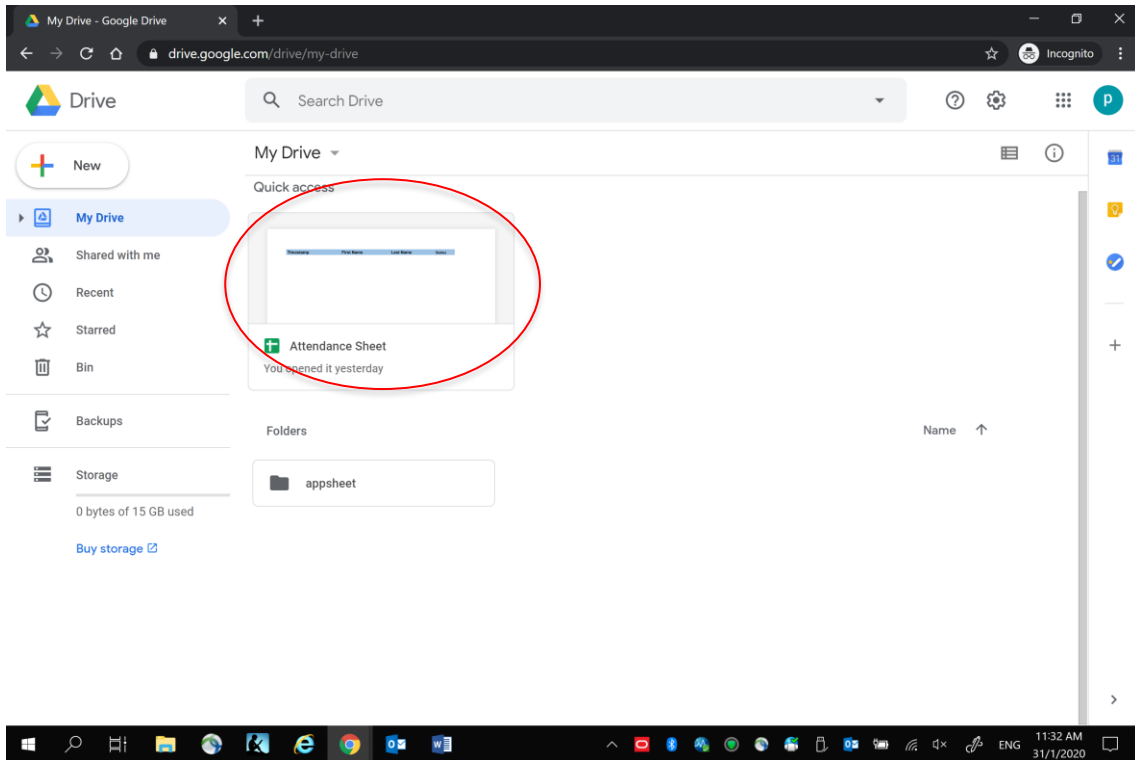 My Drive - Google Drive
drive.google.com/drive/my-drive
Incognito
Drive
Search Drive
p
New
My Drive
31
Quick access
My Drive
Shared with me
Recent
Starred
Bin
Timestamp First Name Last Name Status
Attendance Sheet
You opened it yesterday
Backups
Folders
Name
Storage
appsheet
0 bytes of 15 GB used
Buy storage
ENG
11:32 AM
31/1/2020